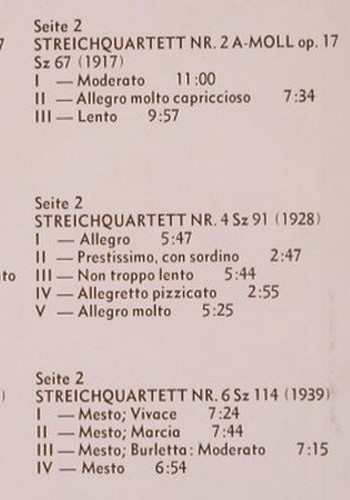 Seite 2
7 STREICHQUARTETT NR. 2 A-MOLL op. 17
Sz 67 (1917)
I — Moderato 11:00
II — Allegro molto capriccioso 7:34
III — Lento 9:57
Seite 2
STREICHQUARTETT NR. 4 Sz 91 (1928)
I — Allegro 5:47
II — Prestissimo, con sordino 2:47
to III — Non troppo lento 5:44
IV — Allegretto pizzicato 2:55
V — Allegro molto 5:25
Seite 2
) STREICHQUARTETT NR. 6 Sz 114 (1939)
I — Mesto; Vivace 7:24
II — Mesto; Marcia 7:44
III — Mesto; Burletta: Moderato 7:15
IV — Mesto 6:54